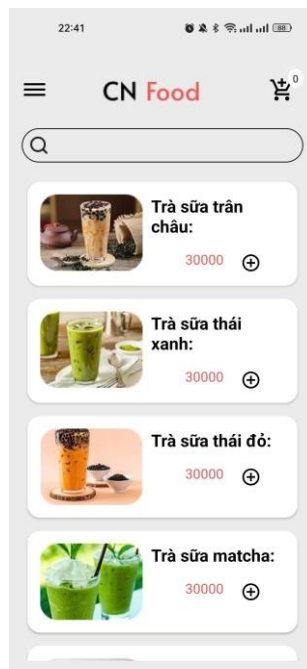 22:41
88
CN Food
0
Trà sữa trân
châu:
30000
Trà sữa thái
xanh:
30000
Trà sữa thái đỏ:
30000
Trà sữa matcha:
30000